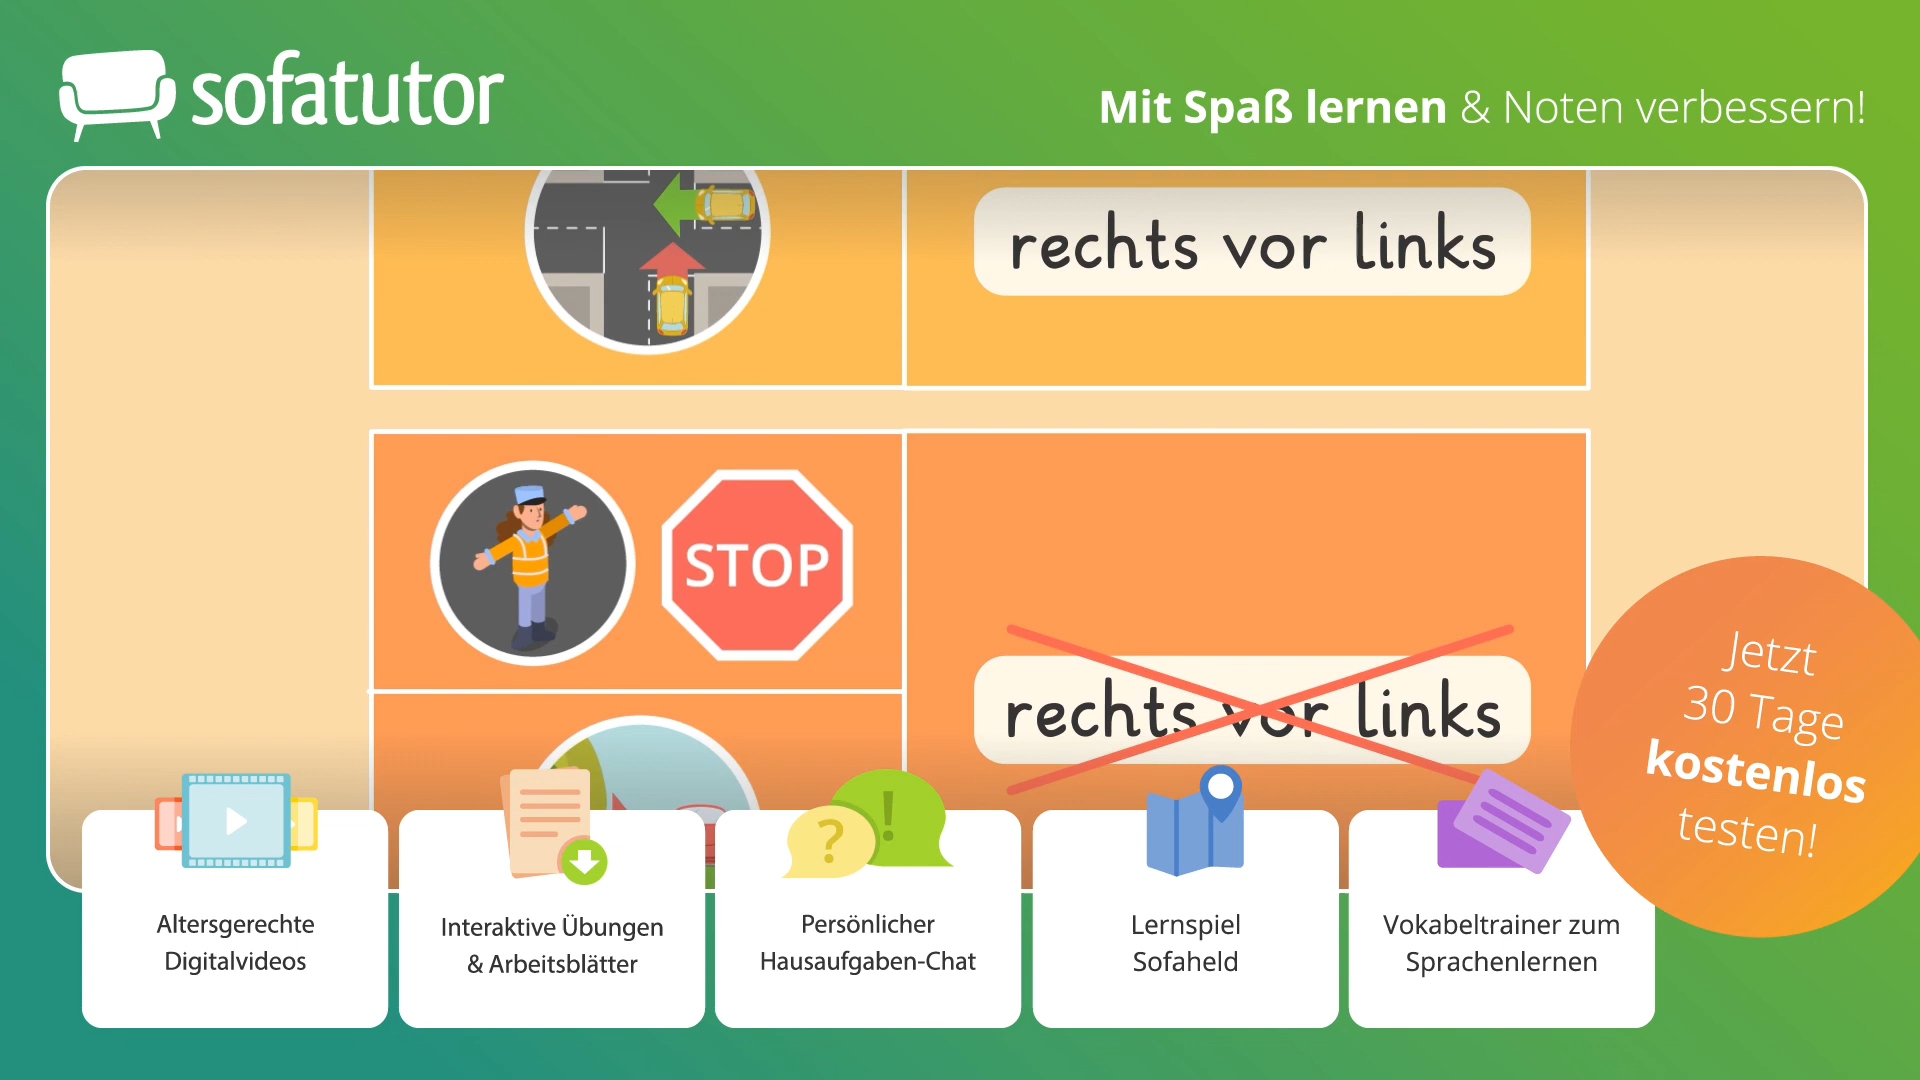 sofatutor
Mit Spaß lernen & Noten verbessern!
rechts vor links
STOP
rechts vor links
Jetzt
30 Tage
kostenlos
testen!
Altersgerechte
Digitalvideos
Interaktive Übungen
& Arbeitsblätter
?
!
Persönlicher
Hausaufgaben-Chat
Lernspiel
Sofaheld
Vokabeltrainer zum
Sprachenlernen